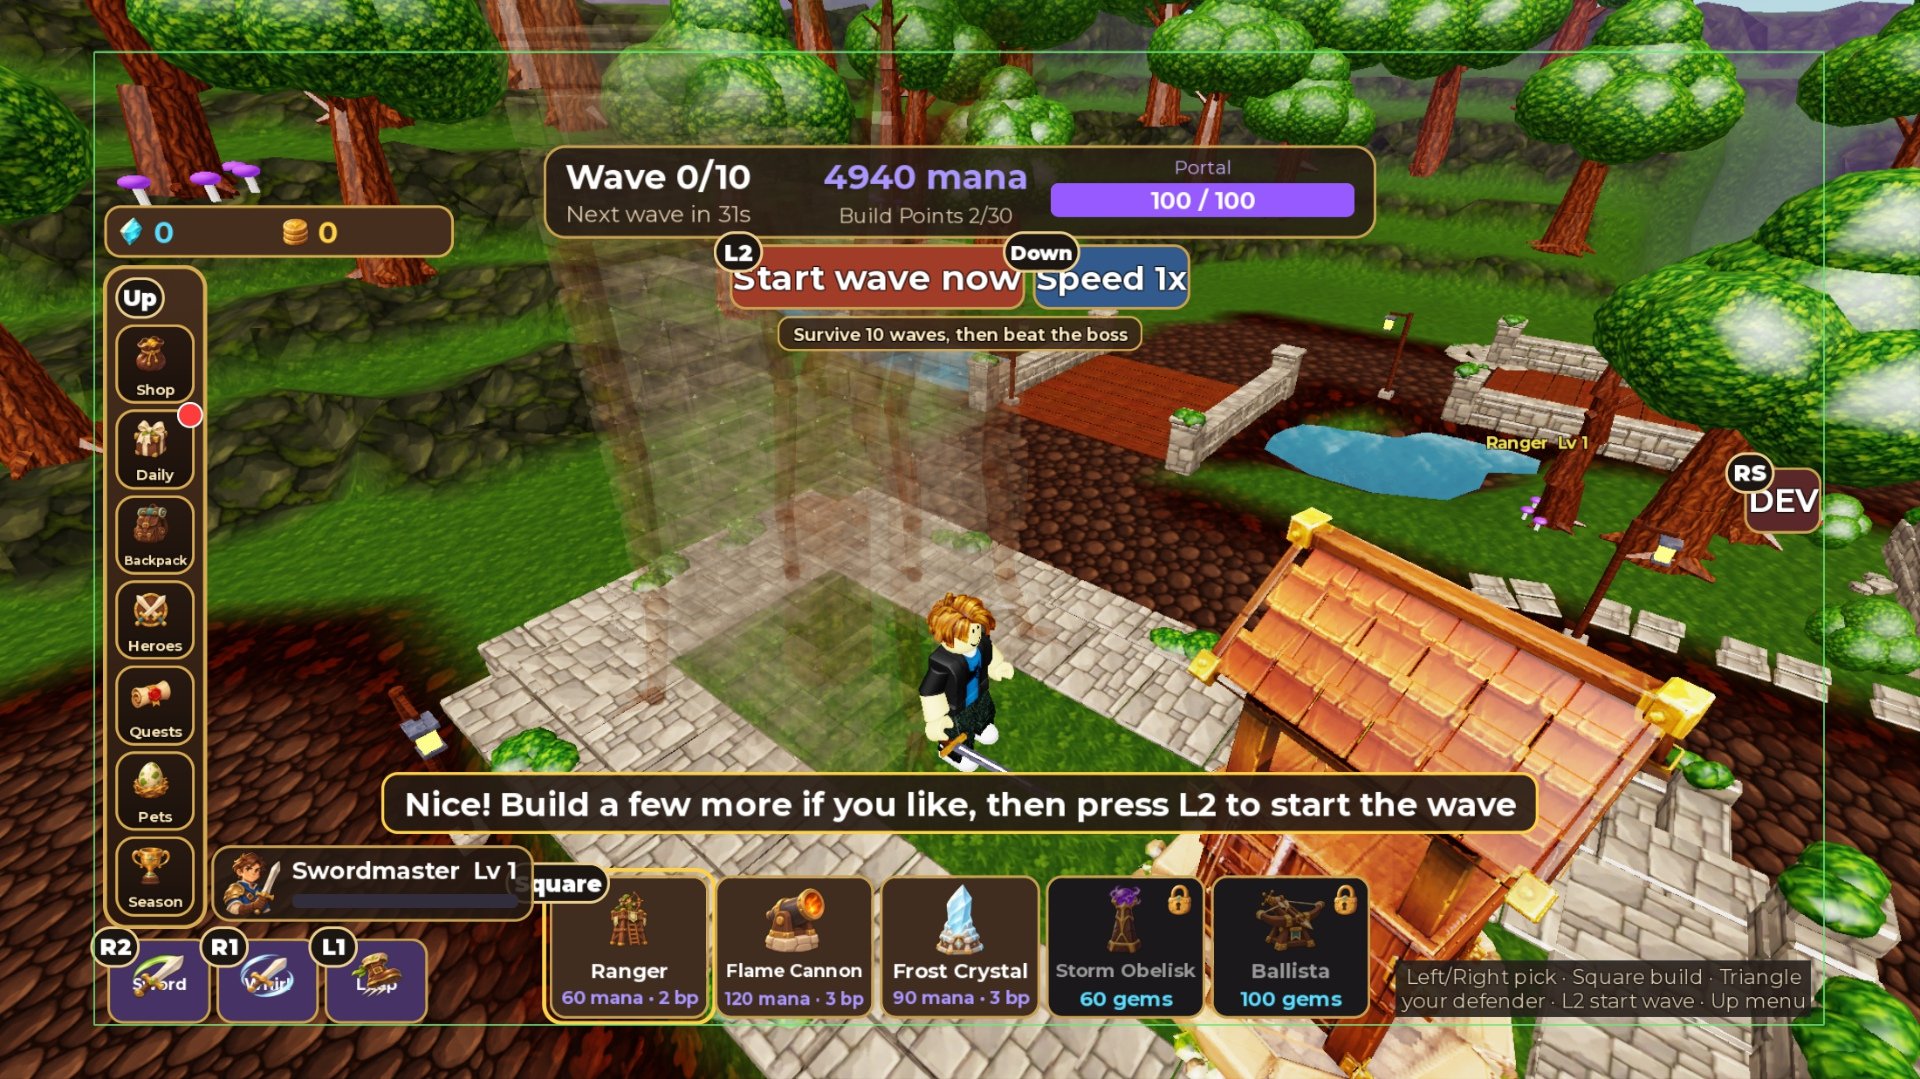 Wave 0/10
Next wave in 31s
4940 mana
Build Points 2/30
Portal
100 / 100
0
0
L2
Start wave now
Down
Speed 1x
Survive 10 waves, then beat the boss
Up
Shop
Daily
Backpack
Heroes
Quests
Pets
Season
Ranger Lv 1
RS
DEV
Nice! Build a few more if you like, then press L2 to start the wave
Swordmaster Lv 1
Square
R2
Sword
R1
Whirl
L1
Ranger
60 mana · 2 bp
Flame Cannon
120 mana · 3 bp
Frost Crystal
90 mana · 3 bp
Storm Obelisk
60 gems
Ballista
100 gems
Left/Right pick · Square build · Triangle
your defender · L2 start wave · Up menu